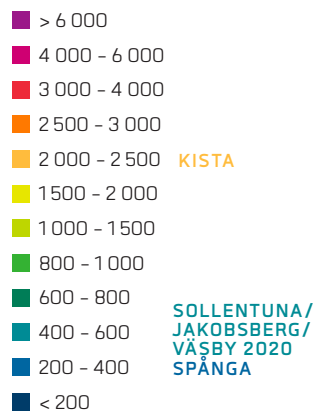 > 6 000
4 000 – 6 000
3 000 – 4 000
2 500 – 3 000
2 000 – 2 500 KISTA
1 500 – 2 000
1 000 – 1 500
800 – 1 000
600 – 800
400 – 600
SOLLENTUNA/
JAKOBSBERG/
VÄSBY 2020
200 – 400 SPÅNGA
< 200